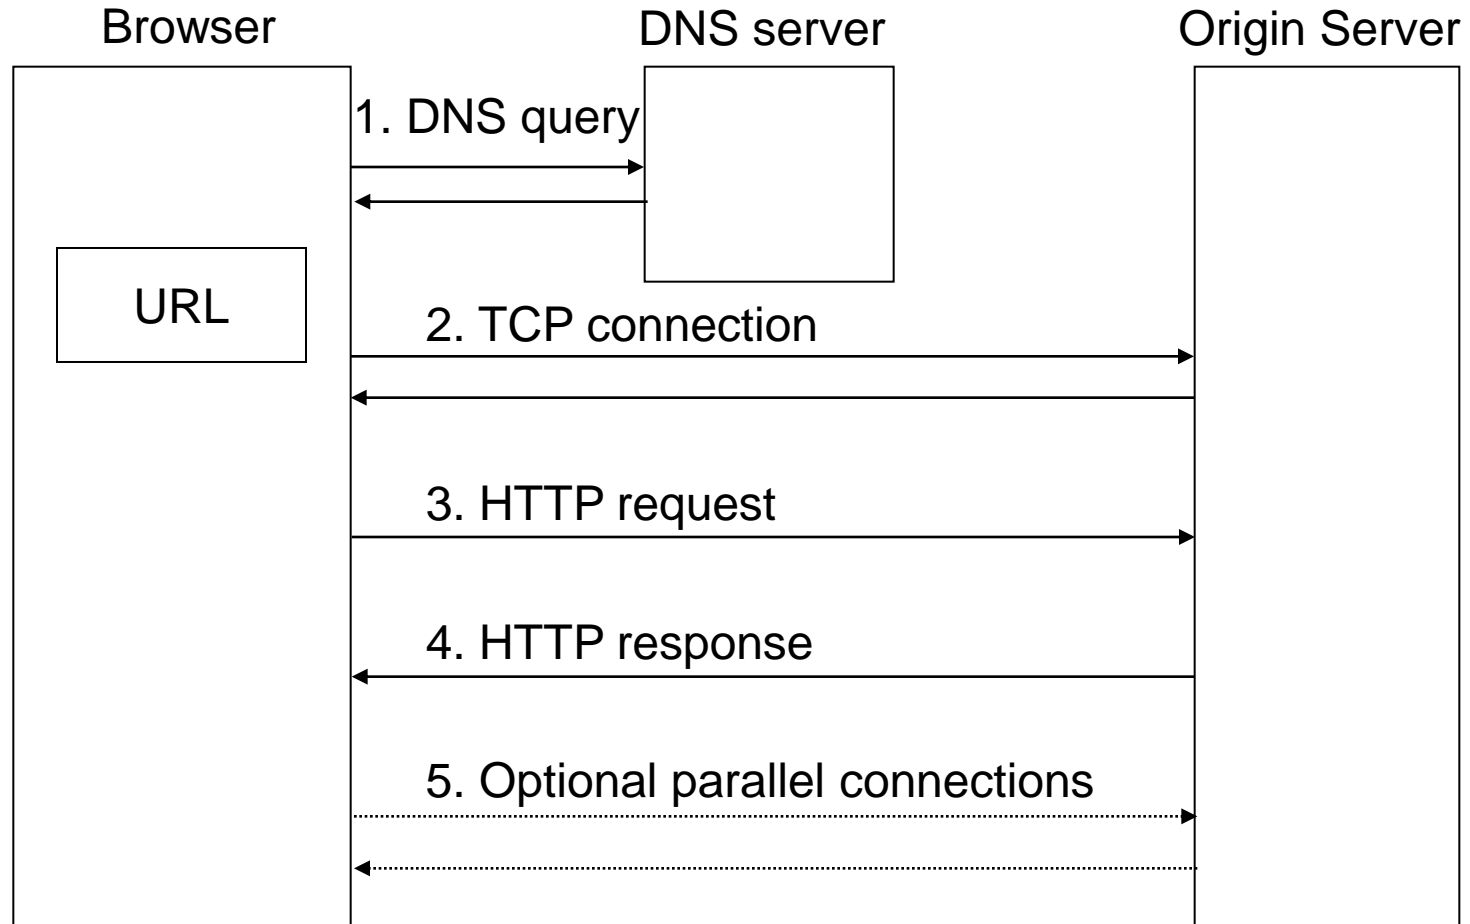 Browser
DNS server
Origin Server
1. DNS query
URL
2. TCP connection
3. HTTP request
4. HTTP response
5. Optional parallel connections